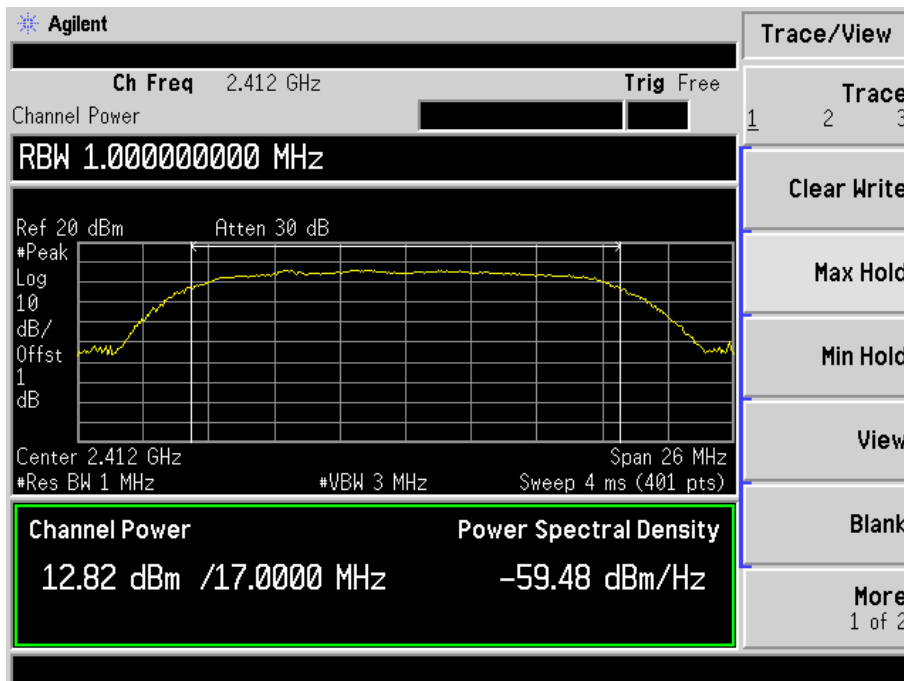 Agilent
Trace/View
Ch Freq 2.412 GHz Trig Free
Channel Power
Trace
1 2 3
RBW 1.000000000 MHz
Clear Write
Ref 20 dBm Atten 30 dB
#Peak
Log
10
dB/
Offst
1
dB
Max Hold
Min Hold
View
Center 2.412 GHz Span 26 MHz
#Res BW 1 MHz #VBW 3 MHz Sweep 4 ms (401 pts)
Blank
Channel Power Power Spectral Density
12.82 dBm /17.0000 MHz -59.48 dBm/Hz
More
1 of 2